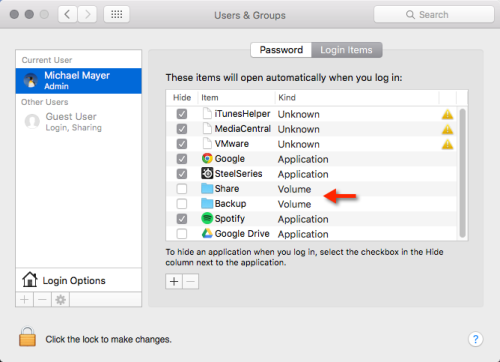 Users & Groups
Search
Password Login Items
Current User
Michael Mayer
Admin
Other Users
Guest User
Login, Sharing
Login Options
These items will open automatically when you log in:
Hide Item Kind
iTunesHelper Unknown
MediaCentral Unknown
VMware Unknown
Google Application
SteelSeries Application
Share Volume
Backup Volume
Spotify Application
Google Drive Application
To hide an application when you log in, select the checkbox in the Hide
column next to the application.
Click the lock to make changes.
?